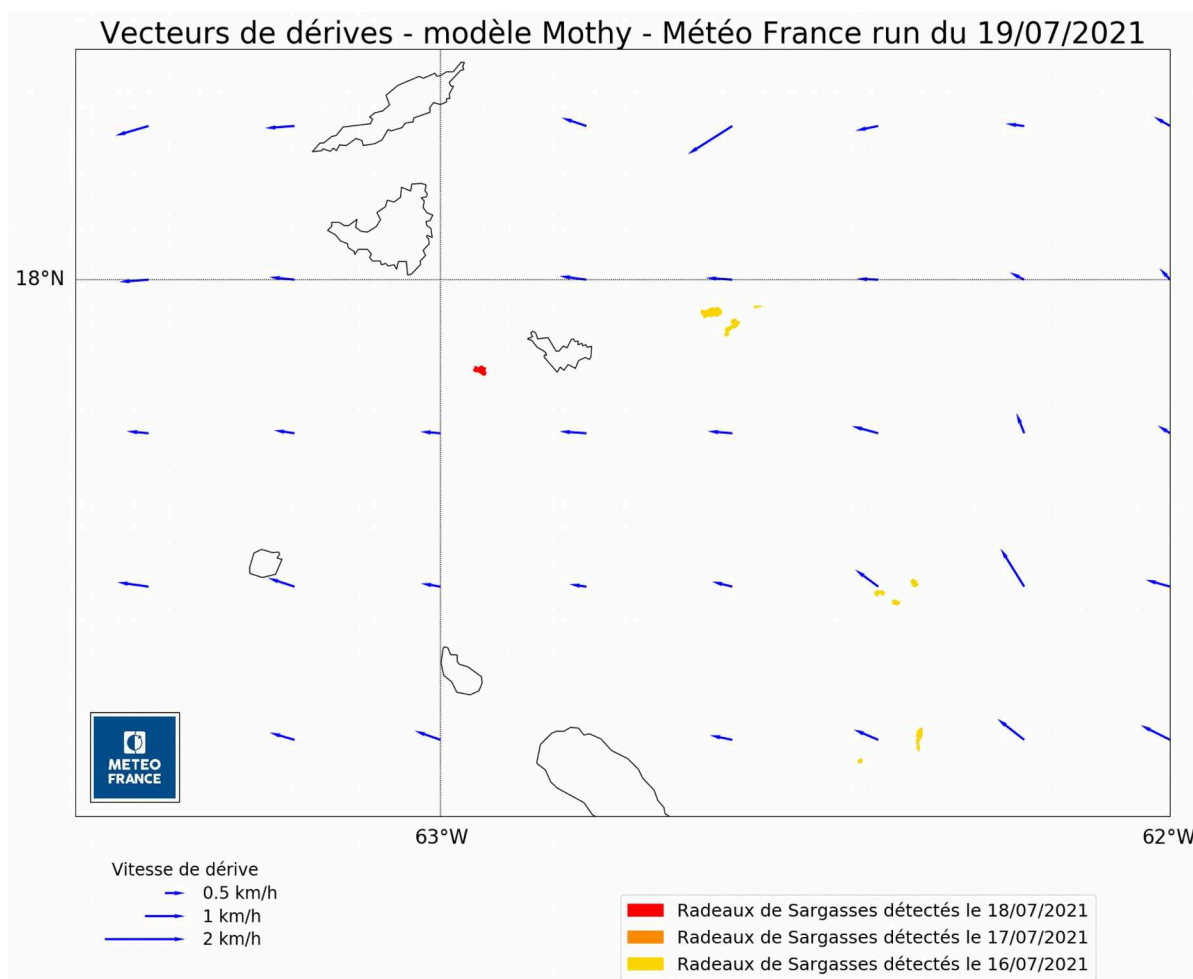 Vecteurs de dérives - modèle Mothy - Météo France run du 19/07/2021
18°N
METEO
FRANCE
63°W
62°W
Vitesse de dérive
0.5 km/h
1 km/h
2 km/h
Radeaux de Sargasses détectés le 18/07/2021
Radeaux de Sargasses détectés le 17/07/2021
Radeaux de Sargasses détectés le 16/07/2021